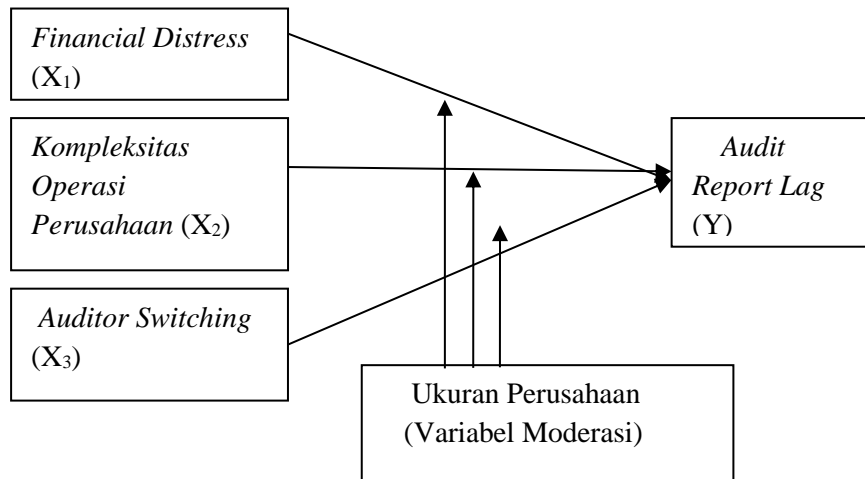 Financial Distress
(X₁)
Kompleksitas
Operasi
Perusahaan (X₂)
Auditor Switching
(X₃)
Audit
Report Lag
(Y)
Ukuran Perusahaan
(Variabel Moderasi)